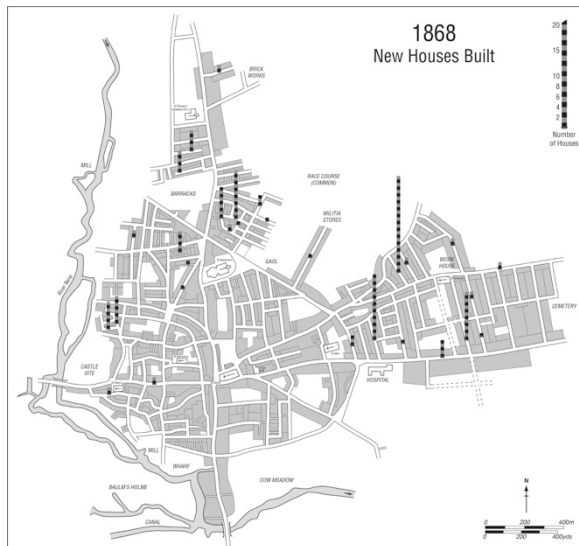 1868
New Houses Built
20
15
10
8
6
4
2
Number
of Houses
BRICK
WORKS
MILL
BARRACKS
RACE COURSE
(COMMON)
MILITIA
STORES
GAOL
WORK
HOUSE
River Nene
CEMETERY
CASTLE
SITE
HOSPITAL
MILL
WHARF
COW MEADOW
BAULM'S HOLME
CANAL
N
0 200 400m
0 200 400yds